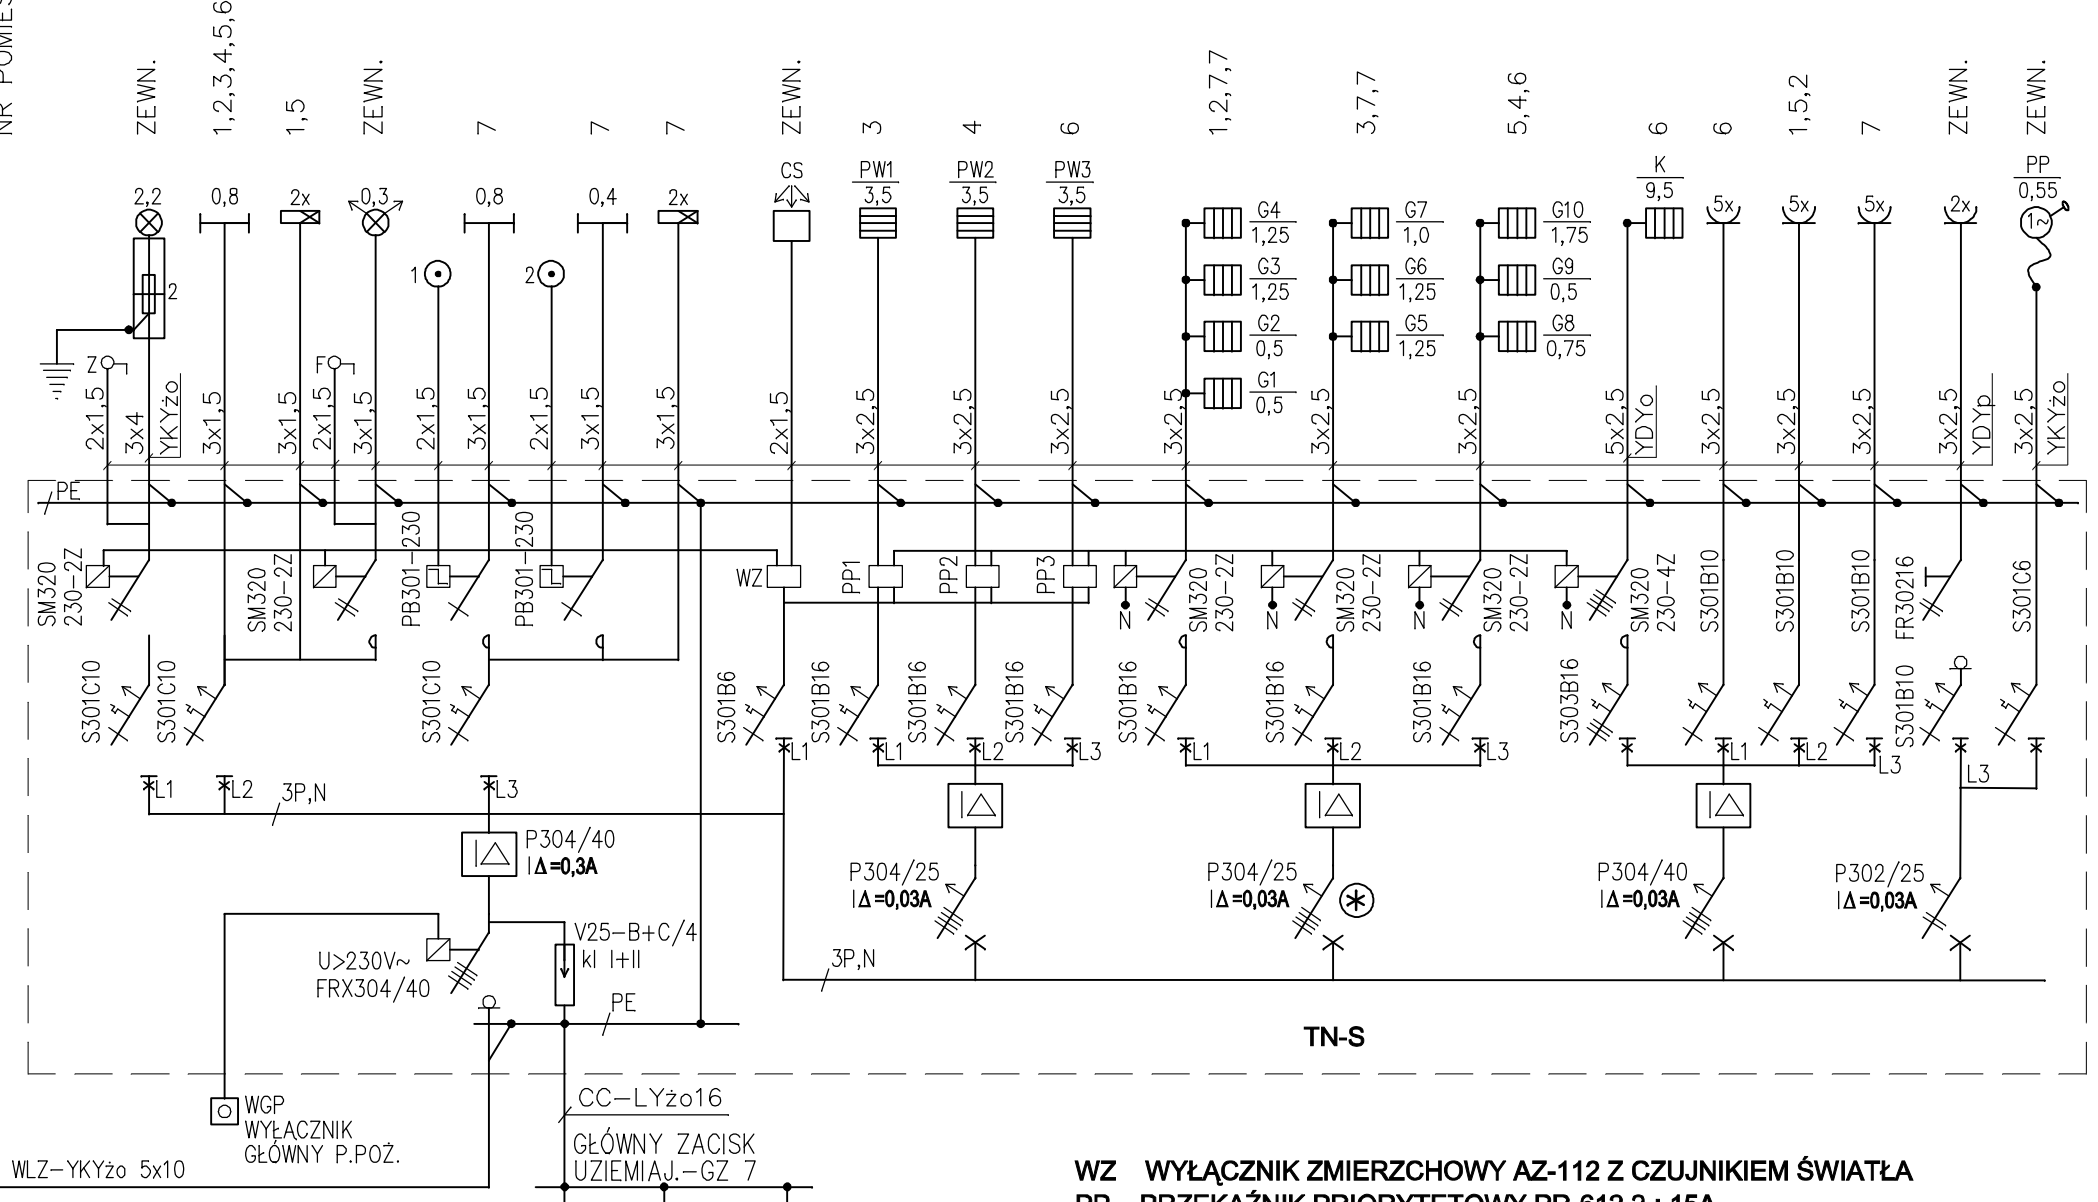 NR POMIES
ZEWN.
1,2,3,4,5,6
1,5
ZEWN.
7
7
7
ZEWN.
3
4
6
1,2,7,7
3,7,7
5,4,6
6
6
1,5,2
7
ZEWN.
ZEWN.
2,2
0,8
2x
0,3
0,8
0,4
2x
CS
PW1
3,5
PW2
3,5
PW3
3,5
G4
1,25
G3
1,25
G2
0,5
G1
0,5
G7
1,0
G6
1,25
G5
1,25
G10
1,75
G9
0,5
G8
0,75
K
9,5
5x
5x
5x
2x
PP
0,55
1
2
2
Z
F
2x1,5
3x4
YKYżo
3x1,5
3x1,5
2x1,5
3x1,5
2x1,5
3x1,5
2x1,5
3x1,5
3x1,5
2x1,5
3x2,5
3x2,5
3x2,5
3x2,5
3x2,5
3x2,5
5x2,5
YDYo
3x2,5
3x2,5
3x2,5
3x2,5
YDYp
3x2,5
YKYżo
PE
SM320
230-2Z
SM320
230-2Z
PB301-230
PB301-230
WZ
PP1
PP2
PP3
N
SM320
230-2Z
N
SM320
230-2Z
N
SM320
230-2Z
N
SM320
230-4Z
S301B10
S301B10
S301B10
FR30216
S301C6
S301C10
S301C10
S301C10
S301B6
S301B16
S301B16
S301B16
S301B16
S301B16
S301B16
S303B16
S301B10
L1
L1
L2
L3
L1
L2
L3
L1
L2
L3
L3
L1
L2
L3
3P,N
P304/40
IΔ=0,3A
P304/25
IΔ=0,03A
P304/25
IΔ=0,03A
P304/40
IΔ=0,03A
P302/25
IΔ=0,03A
U>230V~
FRX304/40
V25-B+C/4
kl I+II
3P,N
PE
TN-S
WGP
WYŁACZNIK
GŁÓWNY P.POŻ.
CC-LYżo16
GŁÓWNY ZACISK
UZIEMIAJ.-GZ 7
WLZ-YKYżo 5x10
WZ WYŁĄCZNIK ZMIERZCHOWY AZ-112 Z CZUJNIKIEM ŚWIATŁA